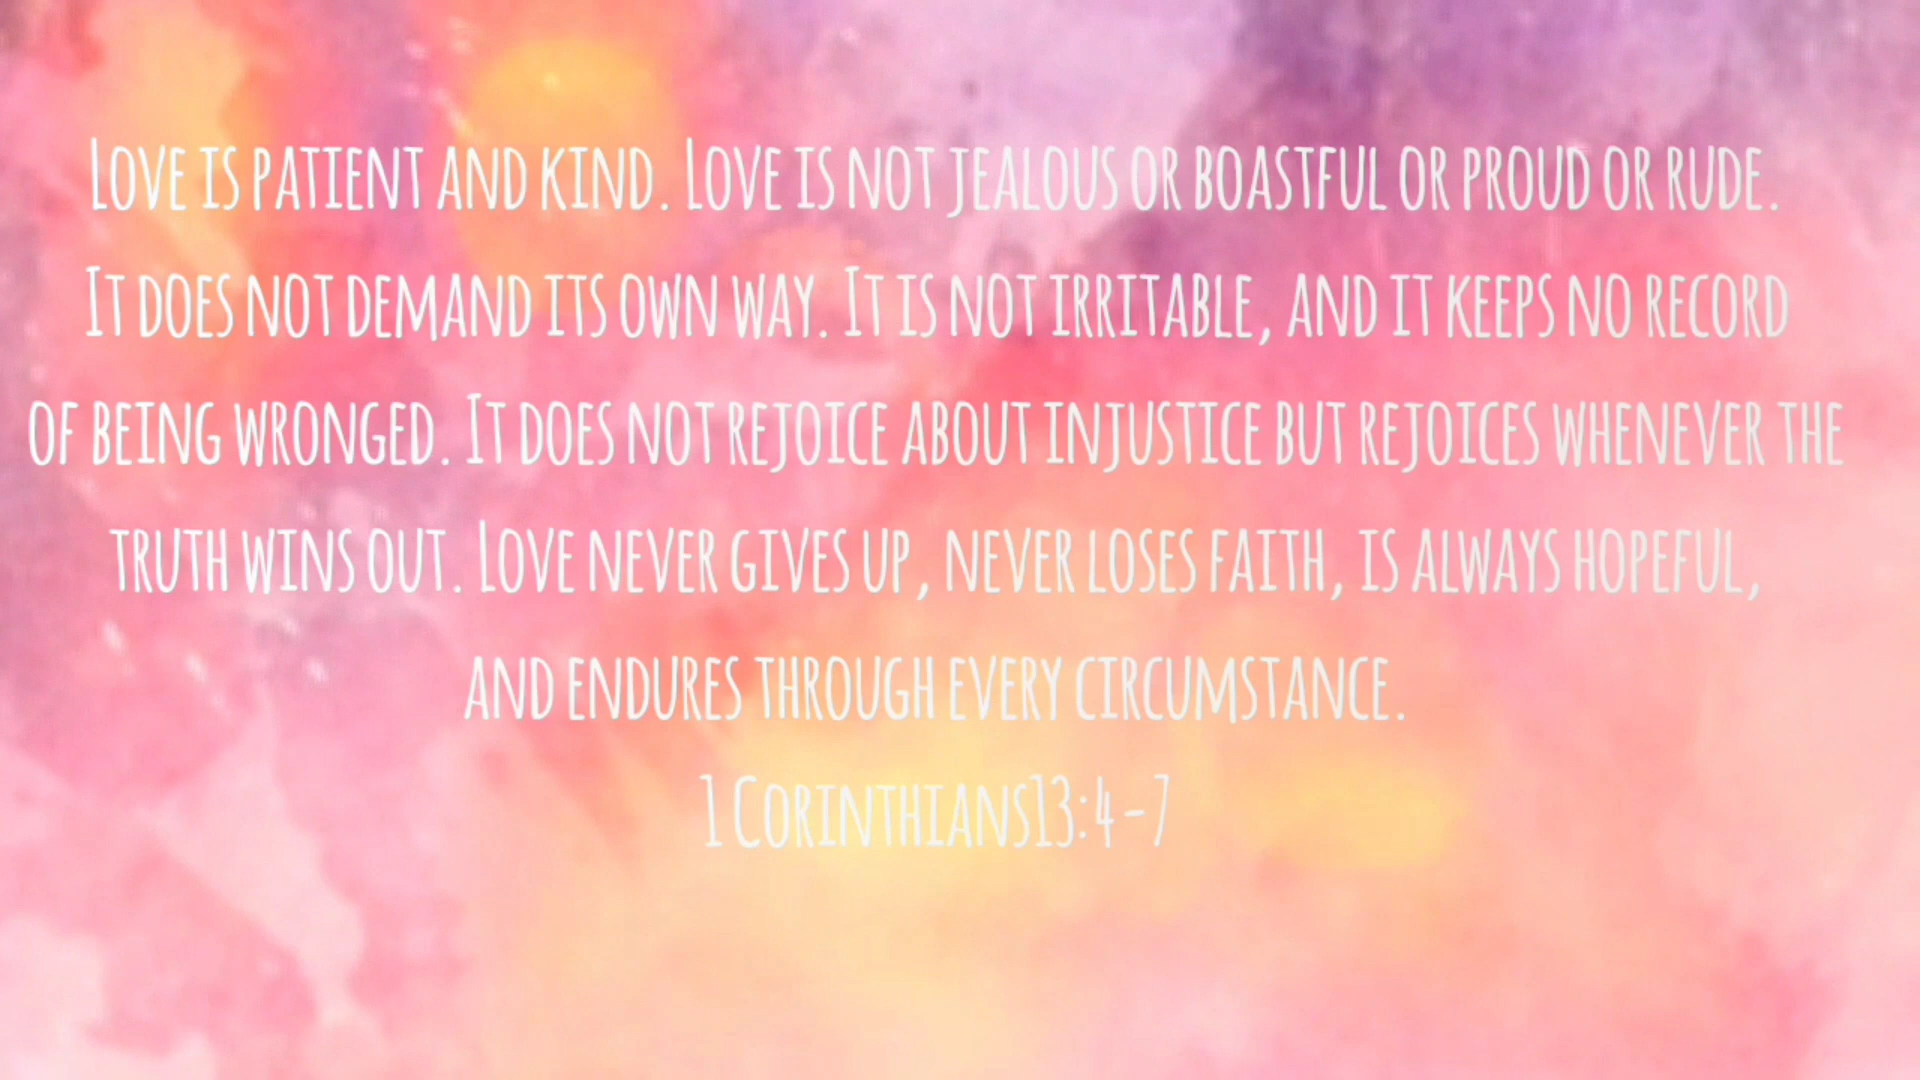 Love is patient and kind. Love is not jealous or boastful or proud or rude.
It does not demand its own way. It is not irritable, and it keeps no record
of being wronged. It does not rejoice about injustice but rejoices whenever the
truth wins out. Love never gives up, never loses faith, is always hopeful,
and endures through every circumstance.
1 Corinthians13:4-7